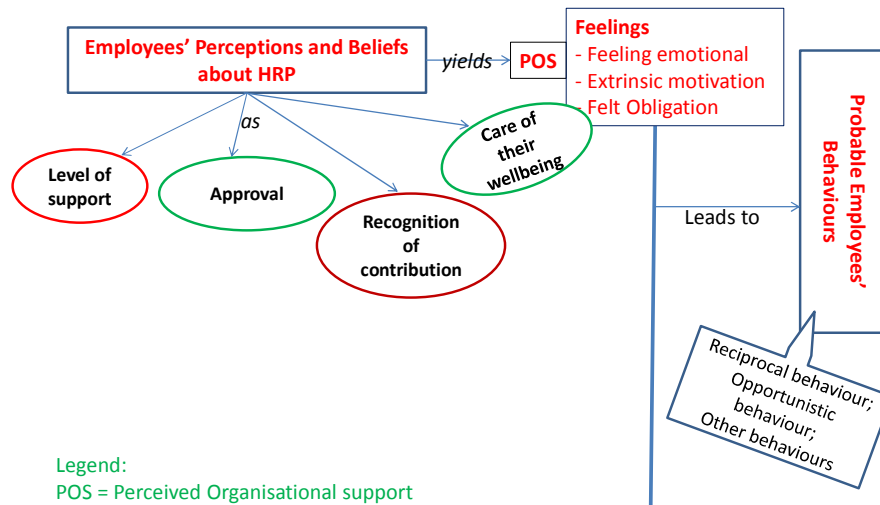 Employees’ Perceptions and Beliefs
about HRP
yields
POS
Feelings
- Feeling emotional
- Extrinsic motivation
- Felt Obligation
as
Level of
support
Approval
Recognition
of
contribution
Care of
their
wellbeing
Leads to
Probable Employees’
Behaviours
Reciprocal behaviour;
Opportunistic
behaviour;
Other behaviours
Legend:
POS = Perceived Organisational support